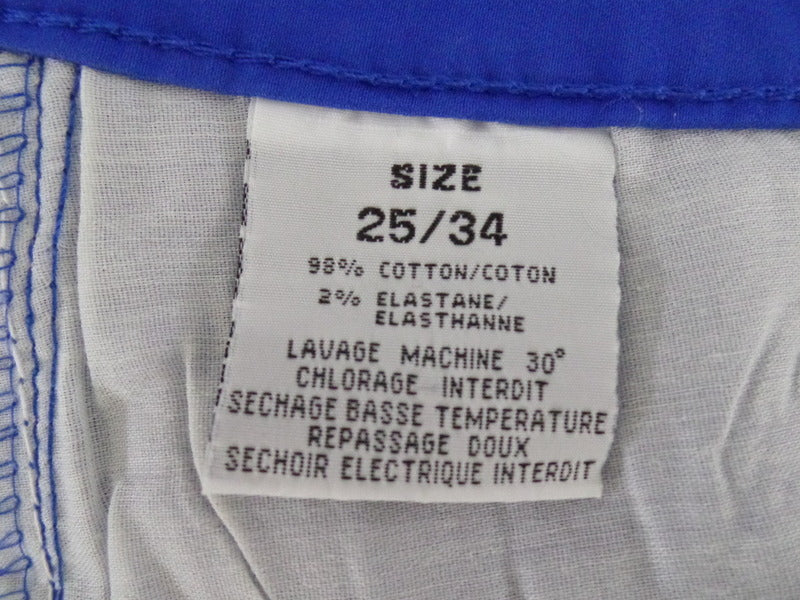 SIZE
25/34
98% COTTON/COTON
2% ELASTANE/
ELASTHANNE
LAVAGE MACHINE 30°
CHLORAGE INTERDIT
SECHAGE BASSE TEMPERATURE
REPASSAGE DOUX
SECHOIR ELECTRIQUE INTERDIT